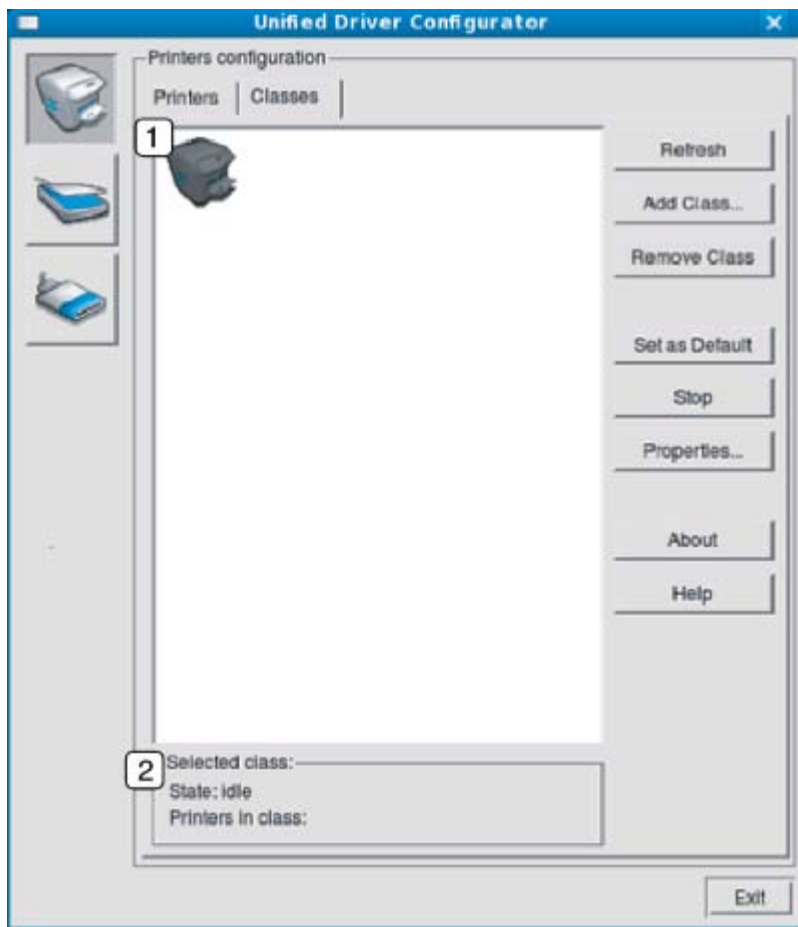 Unified Driver Configurator
Printers configuration
Printers
Classes
1
Refresh
Add Class...
Remove Class
Set as Default
Stop
Properties...
About
Help
2
Selected class:
State: idle
Printers in class:
Exit